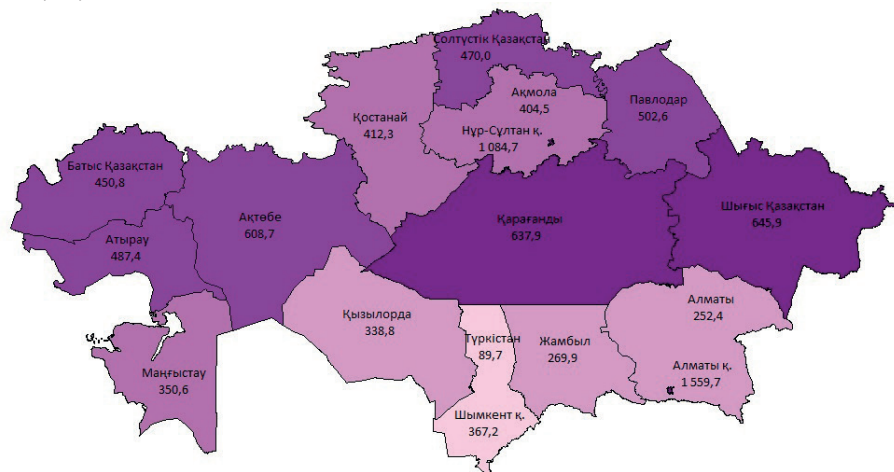 Солтүстік Қазақстан
470,0
Ақмола
404,5
Павлодар
502,6
Қостанай
412,3
Нұр-Сұлтан қ.
1 084,7
Батыс Қазақстан
450,8
Ақтөбе
608,7
Қарағанды
637,9
Шығыс Қазақстан
645,9
Атырау
487,4
Қызылорда
338,8
Түркістан
89,7
Жамбыл
269,9
Алматы
252,4
Маңғыстау
350,6
Алматы қ.
1 559,7
Шымкент қ.
367,2